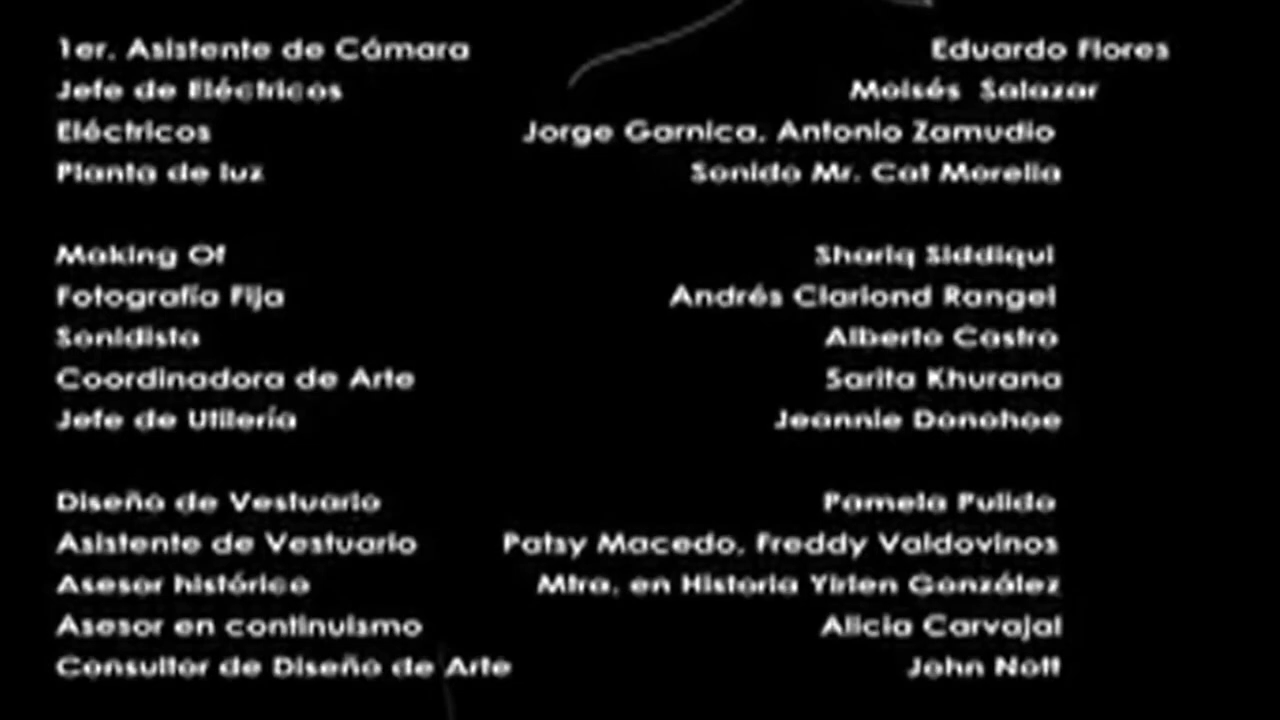 1er. Asistente de Cámara Eduardo Flores
Jefe de Eléctricos Moisés Salazar
Eléctricos Jorge Garnica, Antonio Zamudio
Planta de luz Sonido Mr. Cat Morelia
Making Of Shariq Siddiqui
Fotografía Fija Andrés Clariond Rangel
Sonidista Alberto Castro
Coordinadora de Arte Sarita Khurana
Jefe de Utilería Jeannie Donohoe
Diseño de Vestuario Pamela Pulido
Asistente de Vestuario Patsy Macedo, Freddy Valdovinos
Asesor histórico Mtra. en Historia Yirlen González
Asesor en continuismo Alicia Carvajal
Consultor de Diseño de Arte John Nott